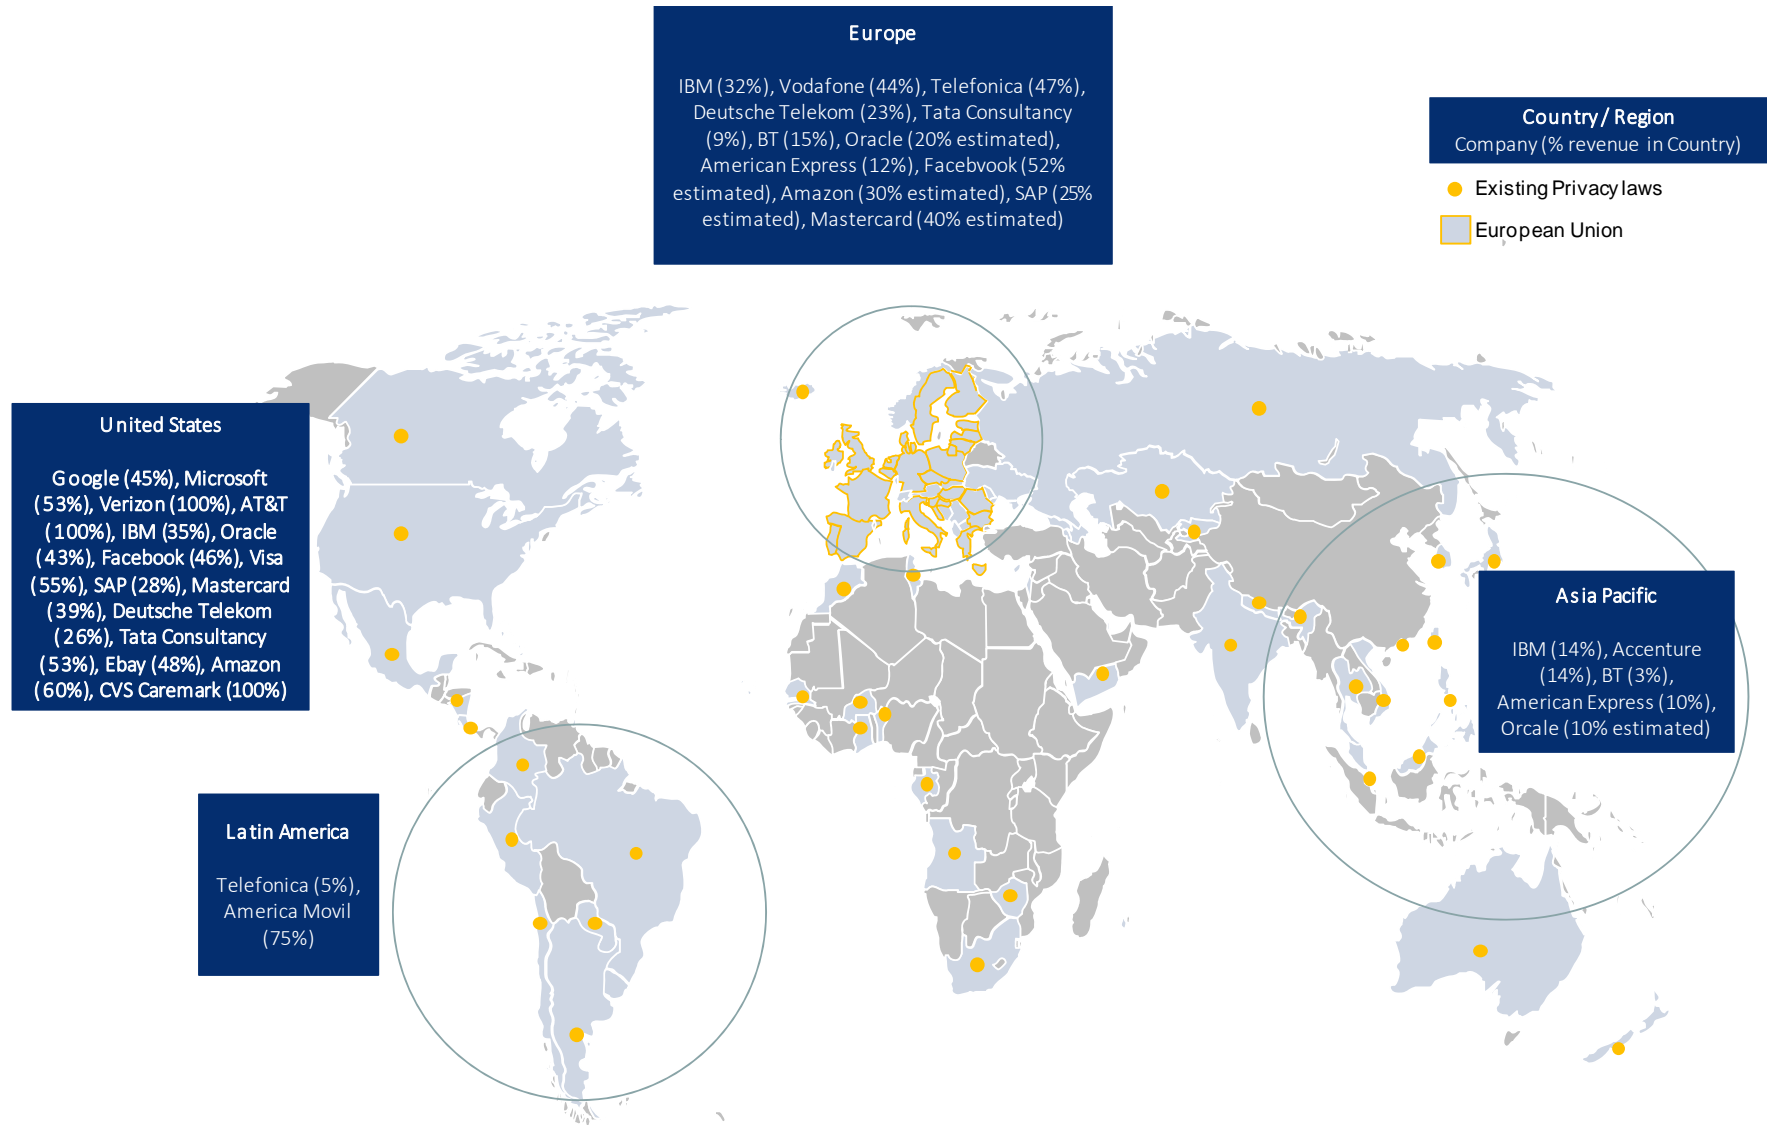 Europe
IBM (32%), Vodafone (44%), Telefonica (47%),
Deutsche Telekom (23%), Tata Consultancy
(9%), BT (15%), Oracle (20% estimated),
American Express (12%), Facebvook (52%
estimated), Amazon (30% estimated), SAP (25%
estimated), Mastercard (40% estimated)
Country / Region
Company (% revenue in Country)
Existing Privacy laws
European Union
United States
Google (45%), Microsoft
(53%), Verizon (100%), AT&T
(100%), IBM (35%), Oracle
(43%), Facebook (46%), Visa
(55%), SAP (28%), Mastercard
(39%), Deutsche Telekom
(26%), Tata Consultancy
(53%), Ebay (48%), Amazon
(60%), CVS Caremark (100%)
Asia Pacific
IBM (14%), Accenture
(14%), BT (3%),
American Express (10%),
Orcale (10% estimated)
Latin America
Telefonica (5%),
America Movil
(75%)